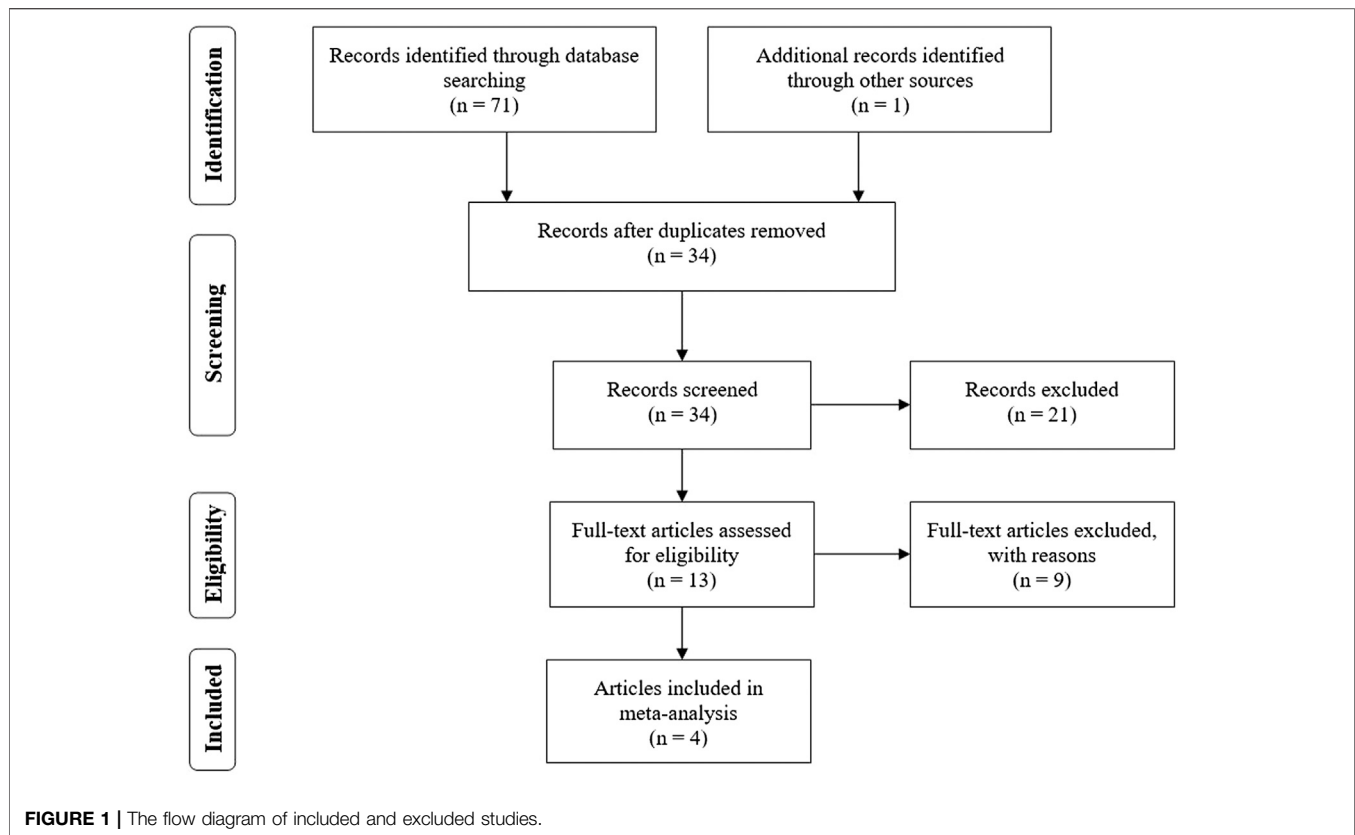 Identification
Records identified through database
searching
(n = 71)
Additional records identified
through other sources
(n = 1)
Screening
Records after duplicates removed
(n = 34)
Records screened
(n = 34)
Records excluded
(n = 21)
Eligibility
Full-text articles assessed
for eligibility
(n = 13)
Full-text articles excluded,
with reasons
(n = 9)
Included
Articles included in
meta-analysis
(n = 4)
FIGURE 1 | The flow diagram of included and excluded studies.